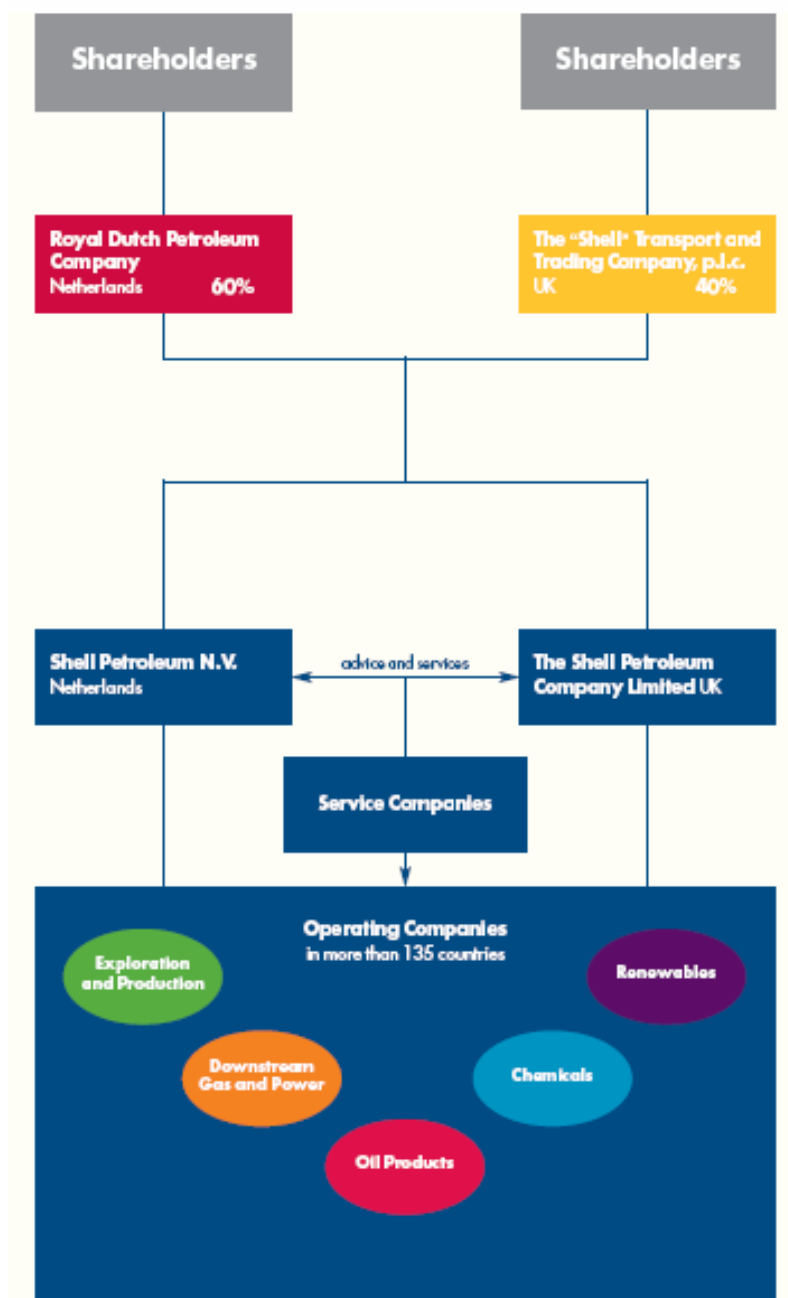 Shareholders
Shareholders
Royal Dutch Petroleum
Company
Netherlands 60%
The "Shell" Transport and
Trading Company, p.l.c.
UK 40%
Shell Petroleum N.V.
Netherlands
advice and services
The Shell Petroleum
Company Limited UK
Service Companies
Operating Companies
in more than 135 countries
Exploration
and Production
Renewables
Downstream
Gas and Power
Chemicals
Oil Products